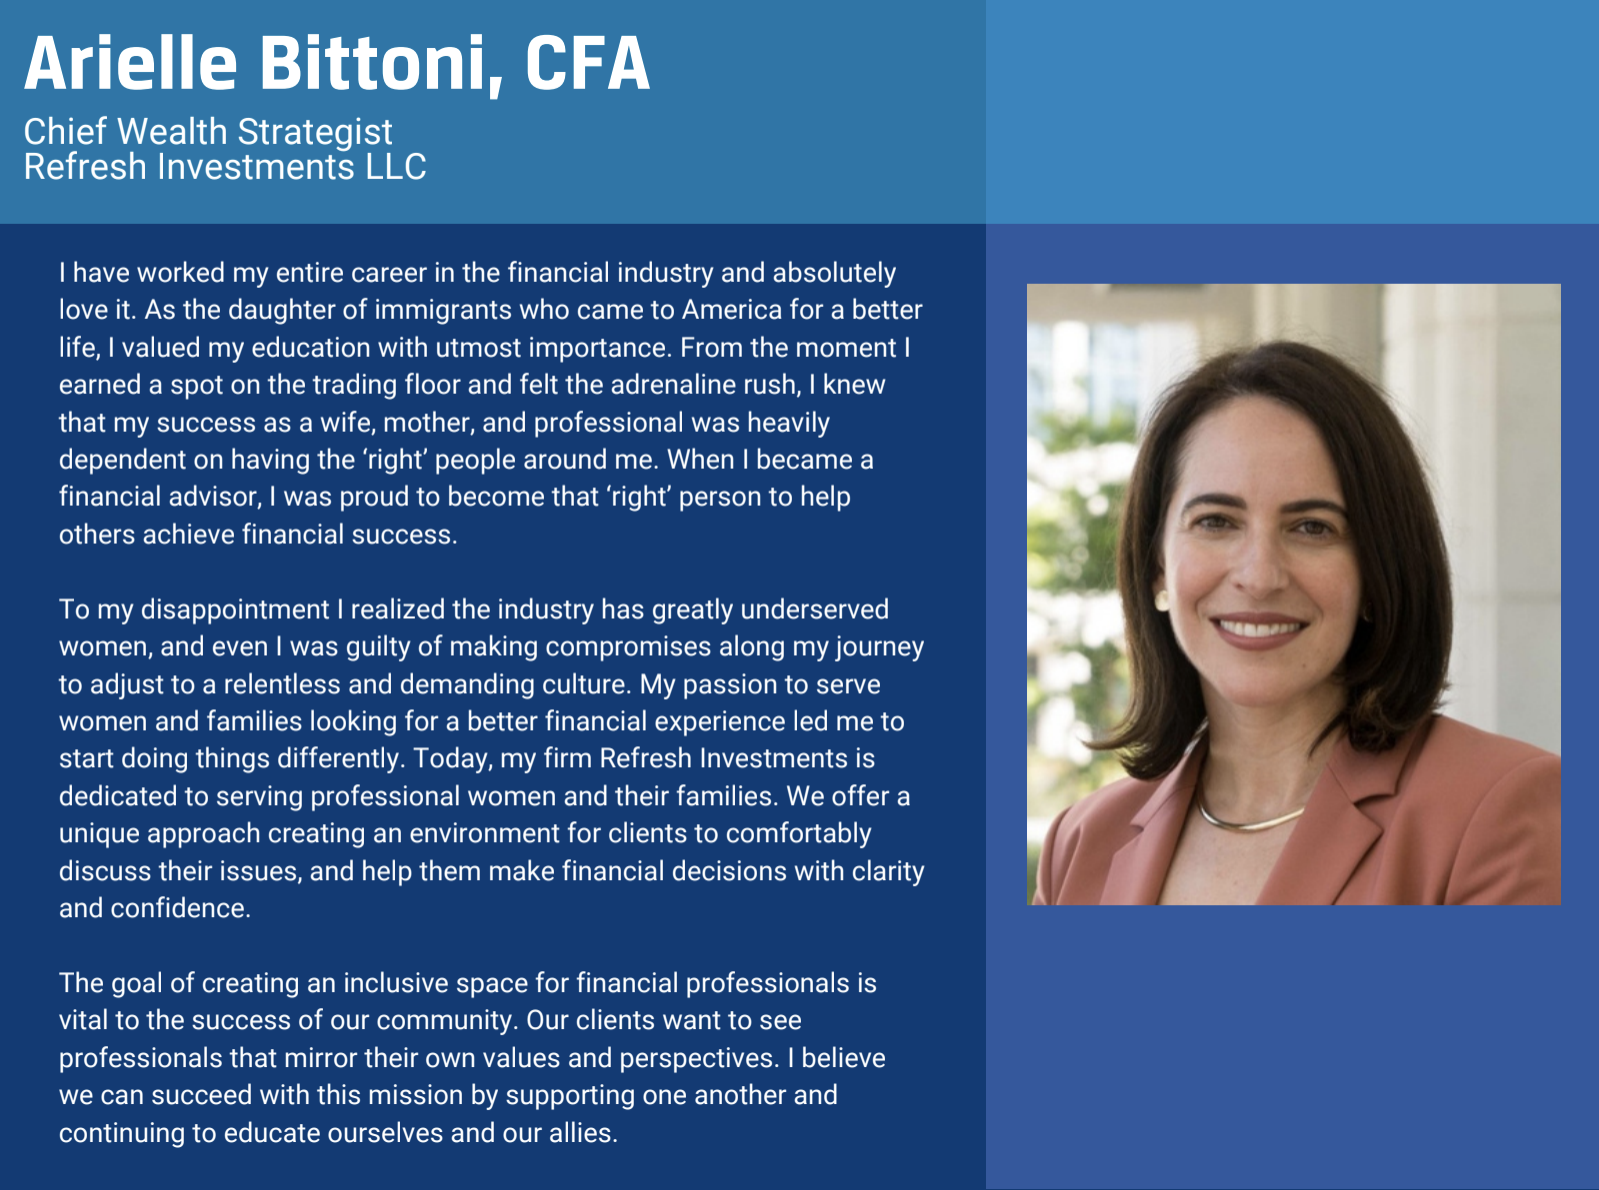 Arielle Bittoni, CFA
Chief Wealth Strategist
Refresh Investments LLC
I have worked my entire career in the financial industry and absolutely
love it. As the daughter of immigrants who came to America for a better
life, I valued my education with utmost importance. From the moment I
earned a spot on the trading floor and felt the adrenaline rush, I knew
that my success as a wife, mother, and professional was heavily
dependent on having the ‘right’ people around me. When I became a
financial advisor, I was proud to become that ‘right’ person to help
others achieve financial success.
To my disappointment I realized the industry has greatly underserved
women, and even I was guilty of making compromises along my journey
to adjust to a relentless and demanding culture. My passion to serve
women and families looking for a better financial experience led me to
start doing things differently. Today, my firm Refresh Investments is
dedicated to serving professional women and their families. We offer a
unique approach creating an environment for clients to comfortably
discuss their issues, and help them make financial decisions with clarity
and confidence.
The goal of creating an inclusive space for financial professionals is
vital to the success of our community. Our clients want to see
professionals that mirror their own values and perspectives. I believe
we can succeed with this mission by supporting one another and
continuing to educate ourselves and our allies.